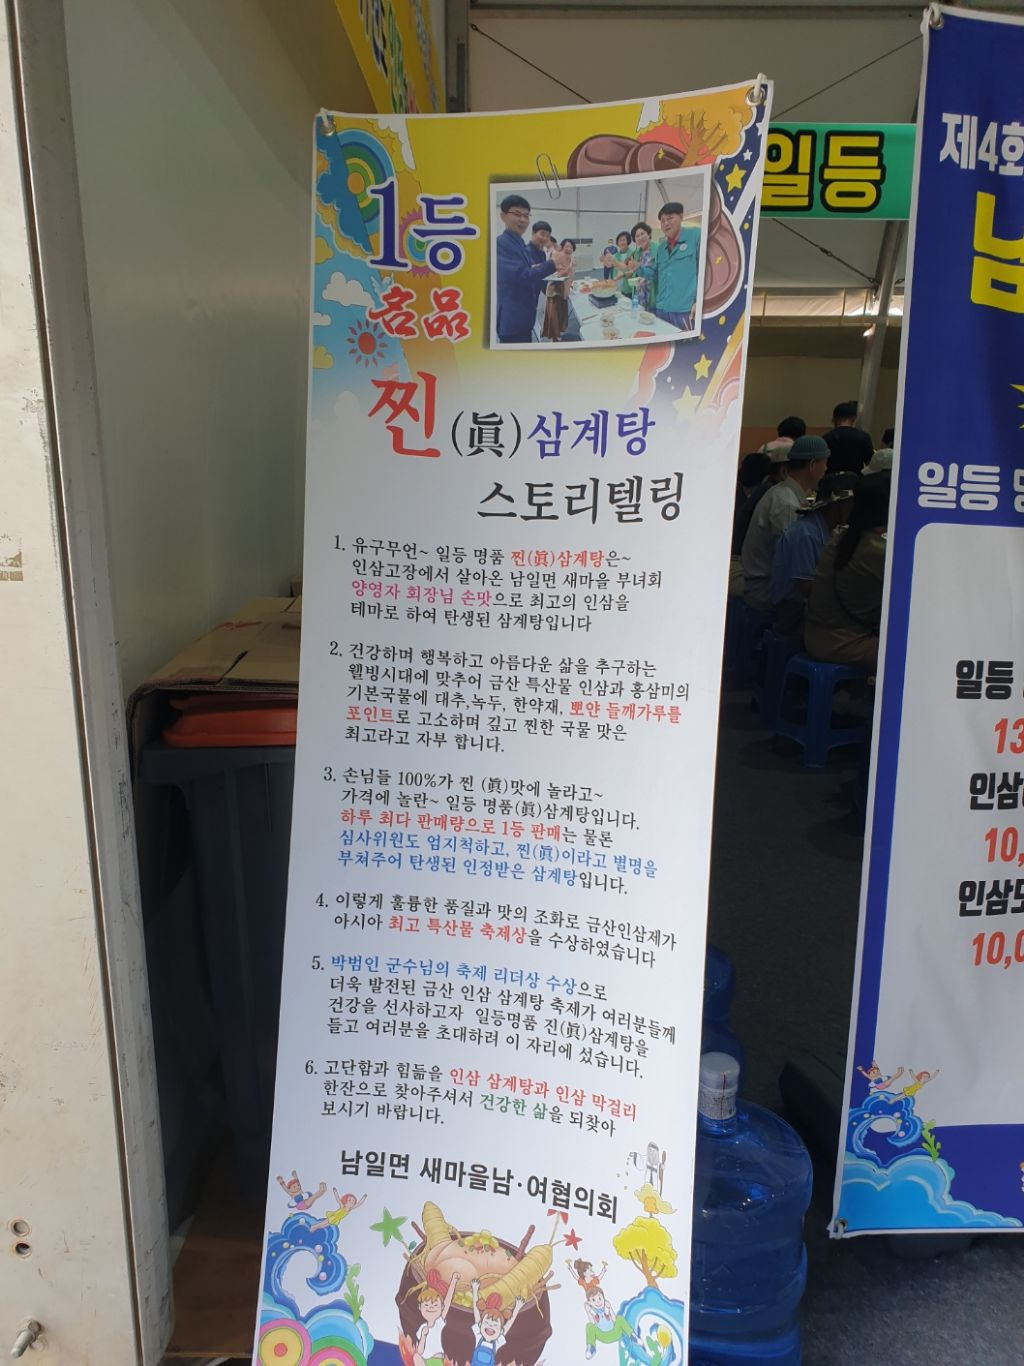 1등
名品
찐(眞)삼계탕
스토리텔링
1. 유구무언~ 일등 명품 찐(眞)삼계탕은~
인삼고장에서 살아온 남일면 새마을 부녀회
양영자 회장님 손맛으로 최고의 인삼을
테마로 하여 탄생된 삼계탕입니다
2. 건강하며 행복하고 아름다운 삶을 추구하는
웰빙시대에 맞추어 금산 특산물 인삼과 홍삼미의
기본국물에 대추,녹두, 한약재, 뽀얀 들깨가루를
포인트로 고소하며 깊고 찐한 국물 맛은
최고라고 자부 합니다.
3. 손님들 100%가 찐 (眞)맛에 놀라고~
가격에 놀란~ 일등 명품(眞)삼계탕입니다.
하루 최다 판매량으로 1등 판매는 물론
심사위원도 엄지척하고, 찐(眞)이라고 별명을
부쳐주어 탄생된 인정받은 삼계탕입니다.
4. 이렇게 훌륭한 품질과 맛의 조화로 금산인삼제가
아시아 최고 특산물 축제상을 수상하였습니다
5. 박범인 군수님의 축제 리더상 수상으로
더욱 발전된 금산 인삼 삼계탕 축제가 여러분들께
건강을 선사하고자 일등명품 진(眞)삼계탕을
들고 여러분을 초대하려 이 자리에 섰습니다.
6. 고단함과 힘듦을 인삼 삼계탕과 인삼 막걸리
한잔으로 찾아주셔서 건강한 삶을 되찾아
보시기 바랍니다.
남일면 새마을남·여협의회
일등
제4회
일등
일등
13
인삼
10,
인삼
10,0